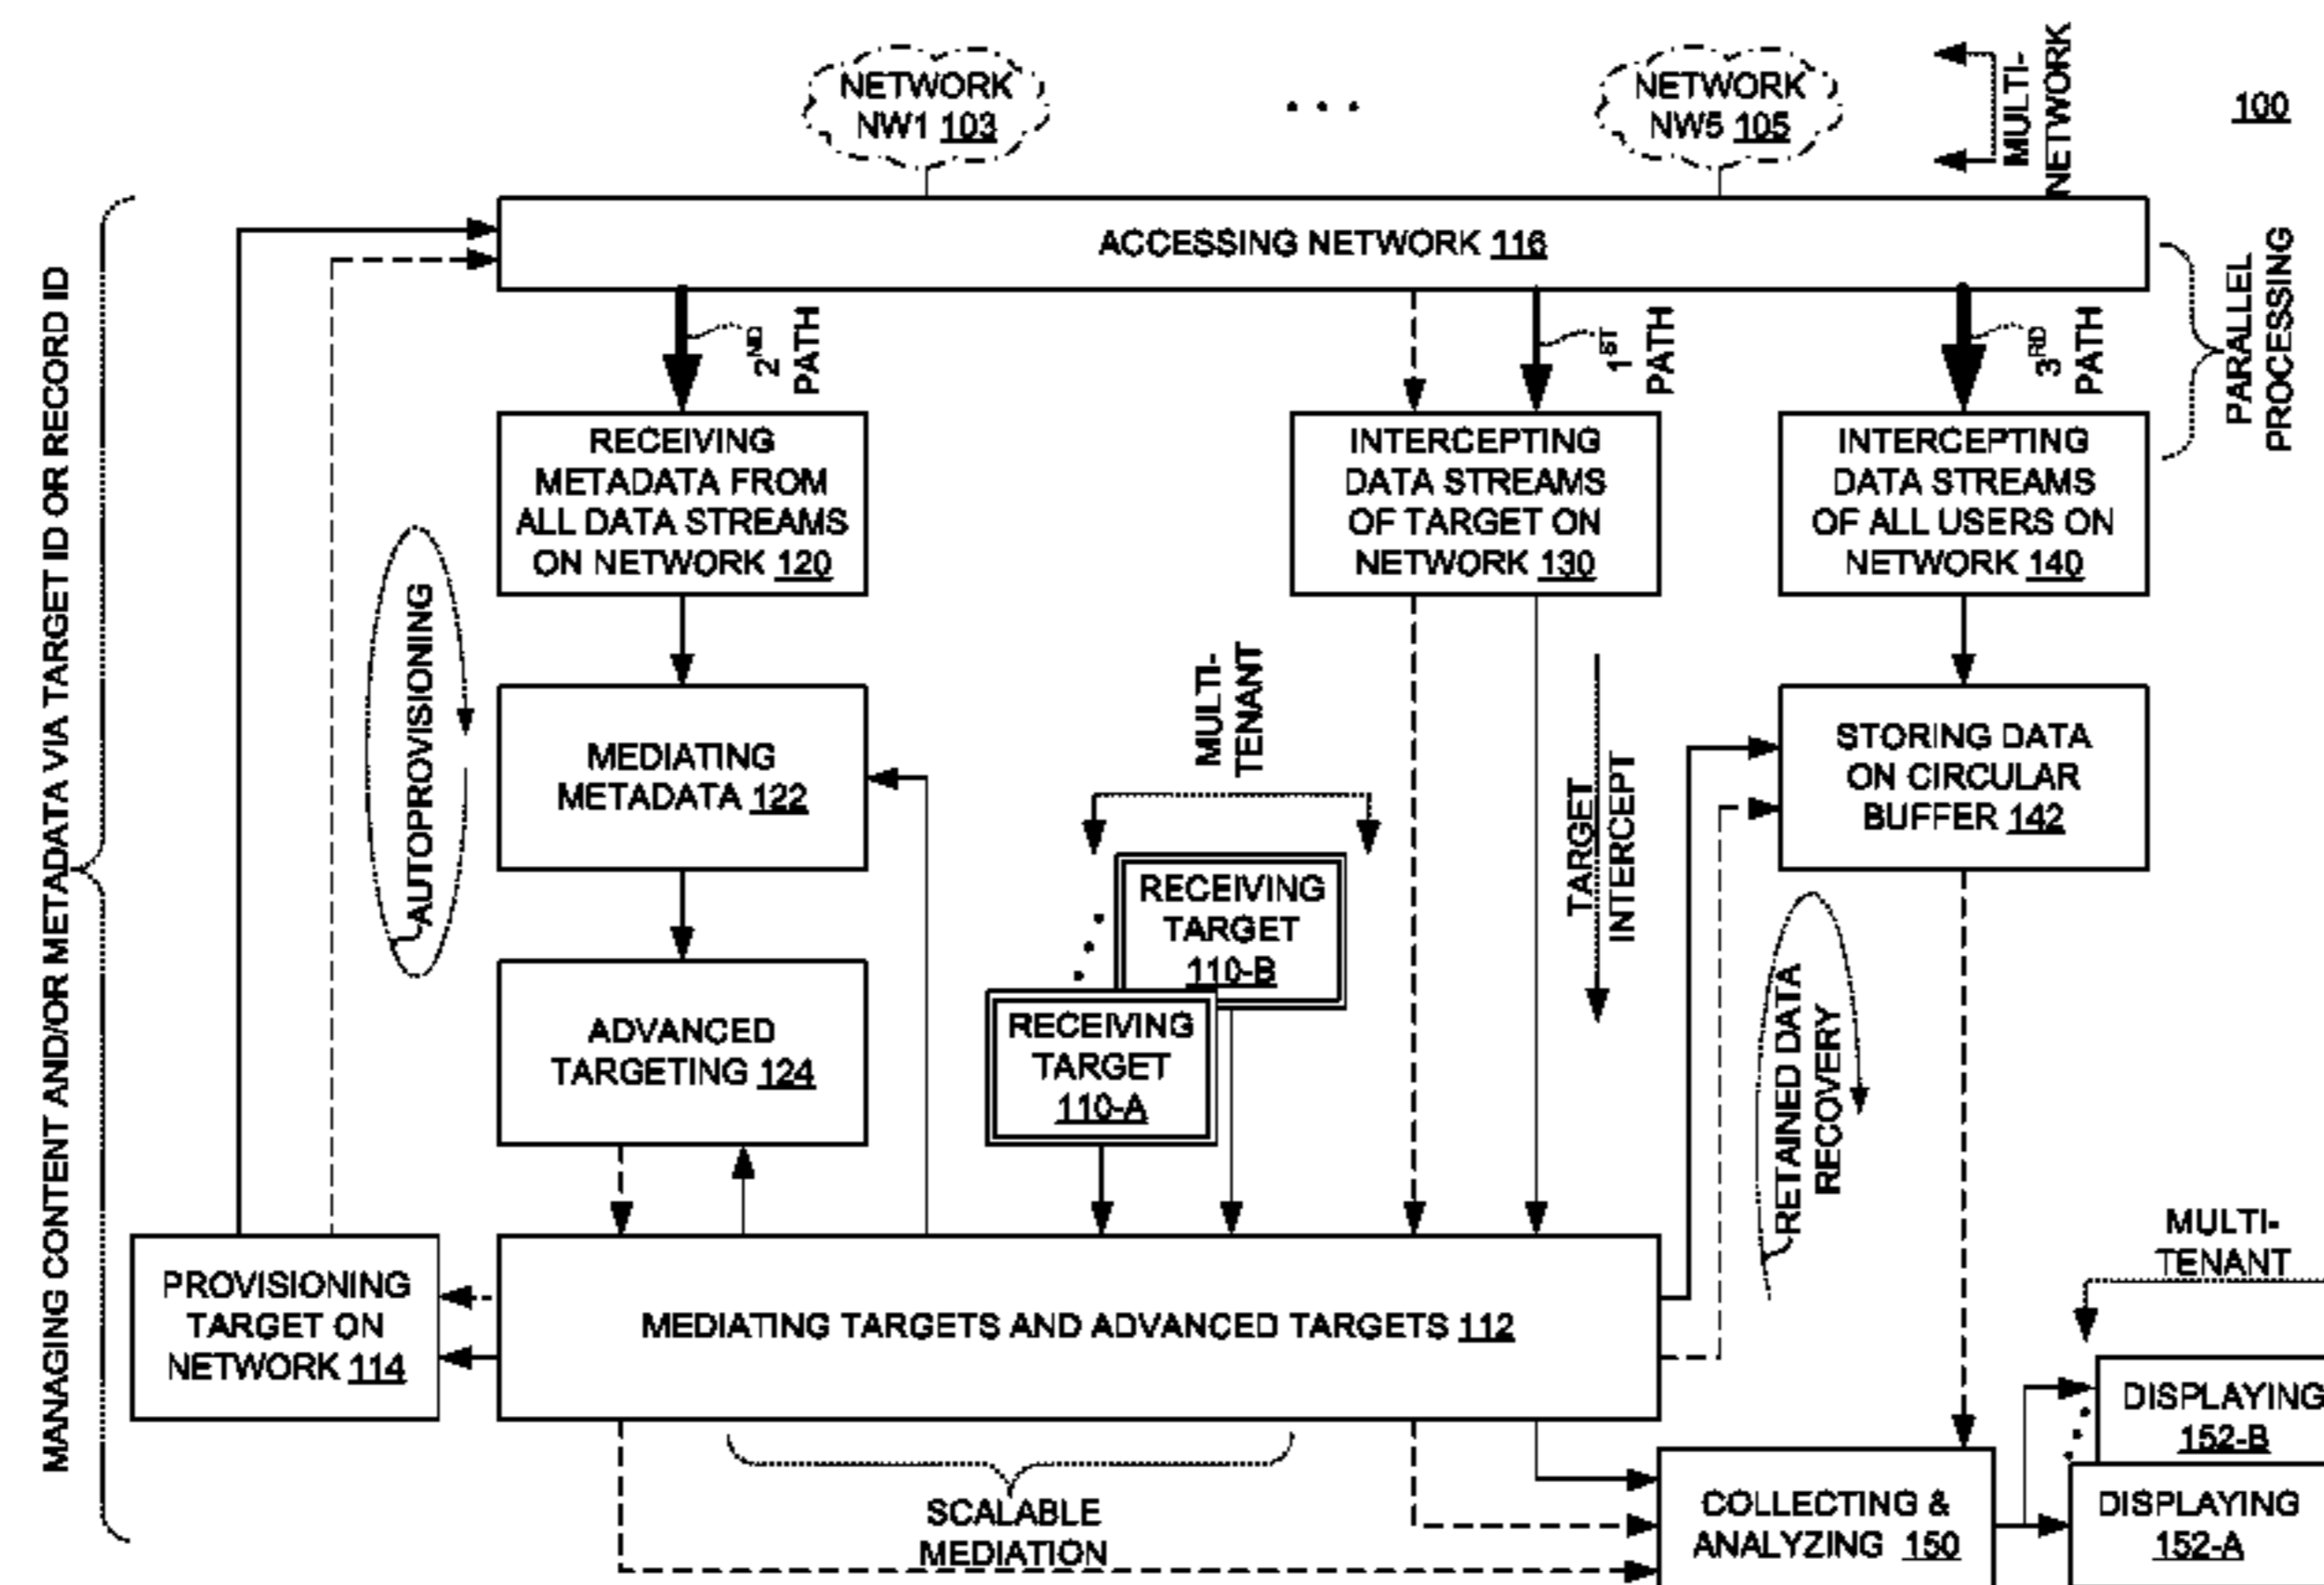 NETWORK
NW1 103
NETWORK
NW5 105
MULTI-
NETWORK
100
ACCESSING NETWORK 116
PARALLEL
PROCESSING
MANAGING CONTENT AND/OR METADATA VIA TARGET ID OR RECORD ID
2ND
PATH
1ST
PATH
3RD
PATH
RECEIVING
METADATA FROM
ALL DATA STREAMS
ON NETWORK 120
INTERCEPTING
DATA STREAMS
OF TARGET ON
NETWORK 130
INTERCEPTING
DATA STREAMS
OF ALL USERS ON
NETWORK 140
AUTOPROVISIONING
MEDIATING
METADATA 122
MULTI-
TENANT
TARGET
INTERCEPT
STORING DATA
ON CIRCULAR
BUFFER 142
RECEIVING
TARGET
110-B
ADVANCED
TARGETING 124
RECEIVING
TARGET
110-A
RETAINED DATA
RECOVERY
PROVISIONING
TARGET ON
NETWORK 114
MEDIATING TARGETS AND ADVANCED TARGETS 112
MULTI-
TENANT
DISPLAYING
152-B
SCALABLE
MEDIATION
COLLECTING &
ANALYZING 150
DISPLAYING
152-A